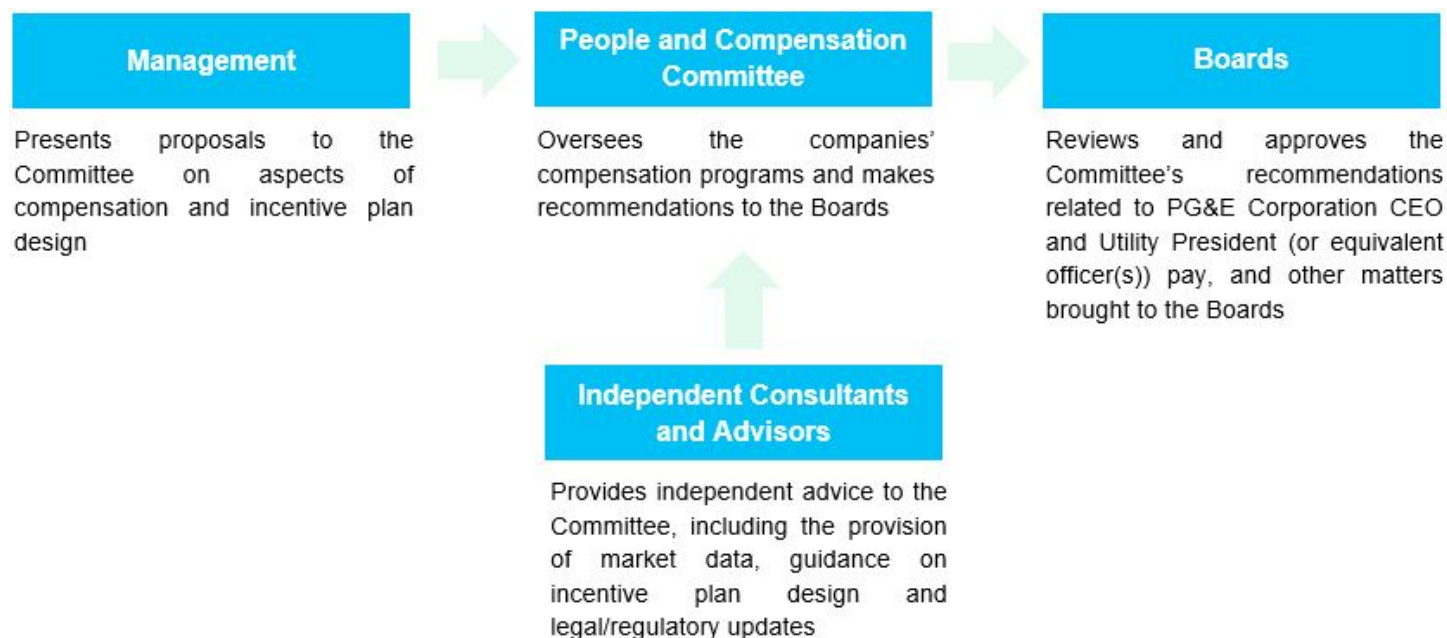 Management
Presents proposals to the
Committee on aspects of
compensation and incentive plan
design
People and Compensation
Committee
Oversees the companies’
compensation programs and makes
recommendations to the Boards
Boards
Reviews and approves the
Committee’s recommendations
related to PG&E Corporation CEO
and Utility President (or equivalent
officer(s)) pay, and other matters
brought to the Boards
Independent Consultants
and Advisors
Provides independent advice to the
Committee, including the provision
of market data, guidance on
incentive plan design and
legal/regulatory updates